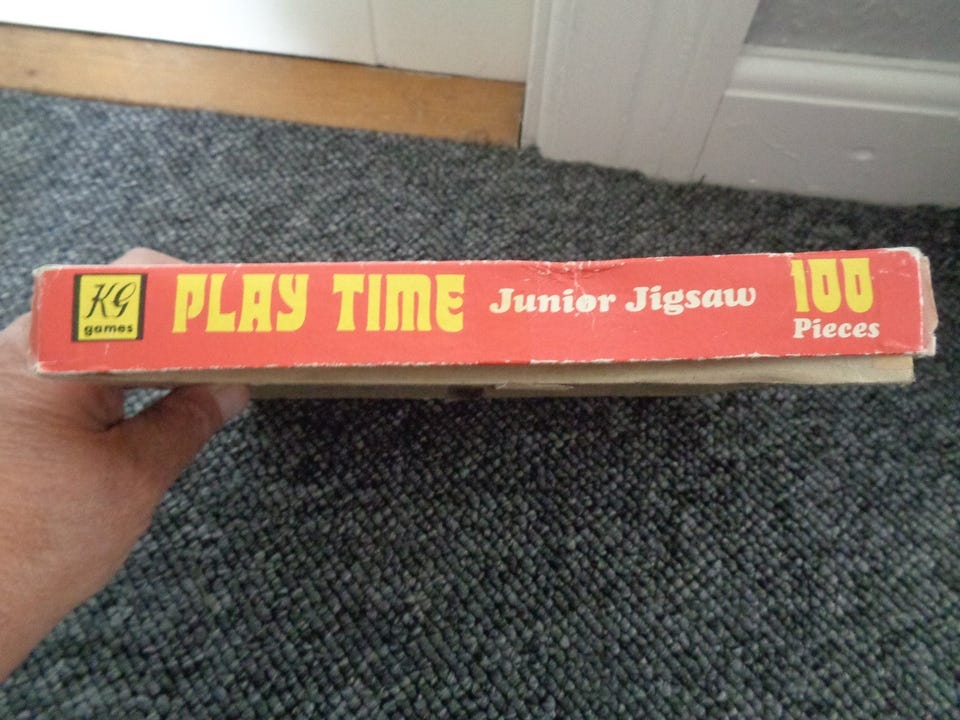 KG
games
PLAY TIME Junior Jigsaw 100
Pieces